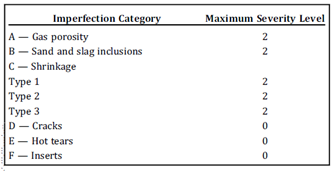 Imperfection Category Maximum Severity Level
A — Gas porosity 2
B — Sand and slag inclusions 2
C — Shrinkage
Type 1 2
Type 2 2
Type 3 2
D — Cracks 0
E — Hot tears 0
F — Inserts 0